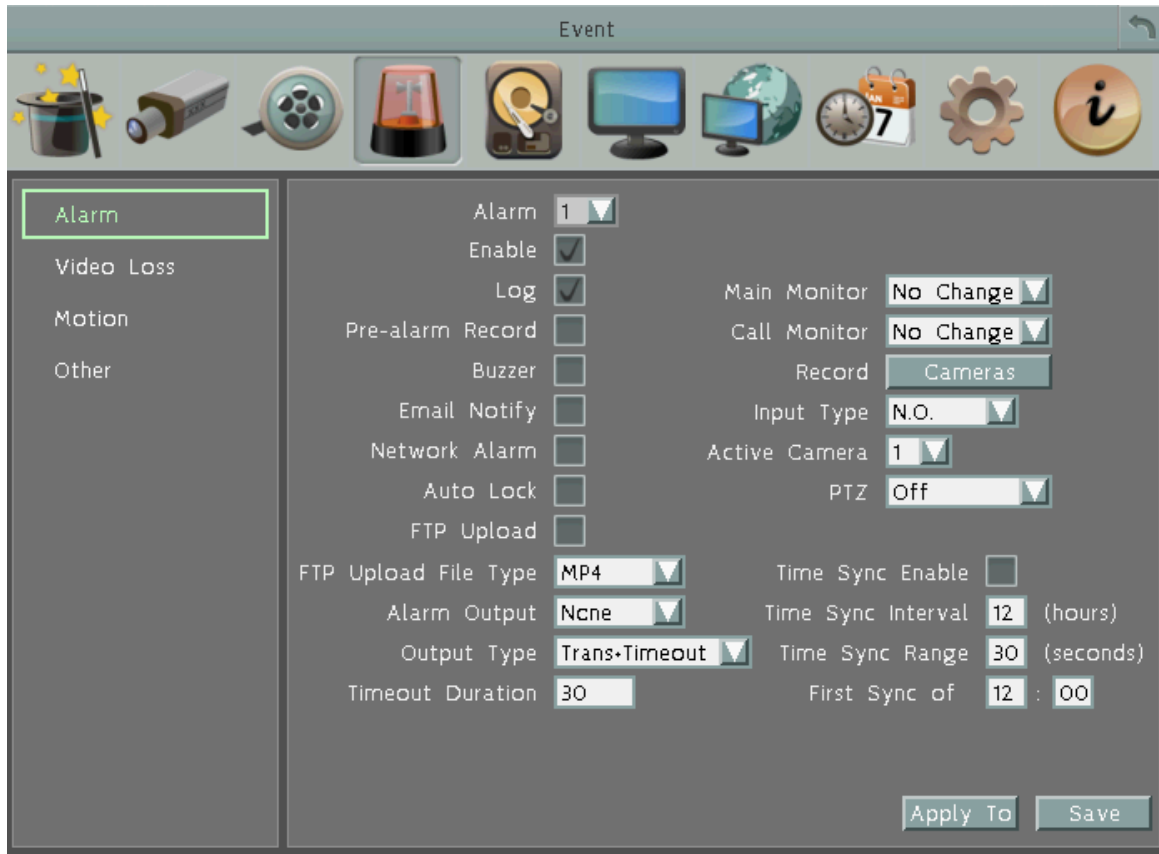 Event
JAN
7
i
Alarm
Video Loss
Motion
Other
Alarm 1
Enable
Log
Pre-alarm Record
Buzzer
Email Notify
Network Alarm
Auto Lock
FTP Upload
FTP Upload File Type MP4
Alarm Output None
Output Type Trans+Timeout
Timeout Duration 30
Main Monitor No Change
Call Monitor No Change
Record Cameras
Input Type N.O.
Active Camera 1
PTZ Off
Time Sync Enable
Time Sync Interval 12 (hours)
Time Sync Range 30 (seconds)
First Sync of 12 : 00
Apply To Save